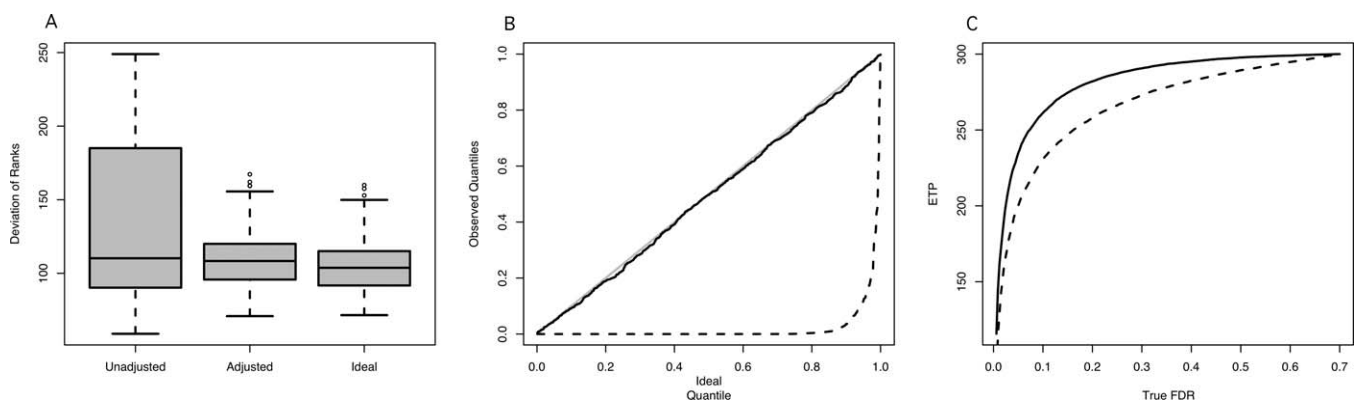 A
Deviation of Ranks
250
200
150
100
Unadjusted
Adjusted
Ideal
B
Observed Quantiles
1.0
0.8
0.6
0.4
0.2
0.0
0.0
0.2
0.4
0.6
0.8
1.0
Ideal
Quantile
C
ETP
300
250
200
150
0.0
0.1
0.2
0.3
0.4
0.5
0.6
0.7
True FDR